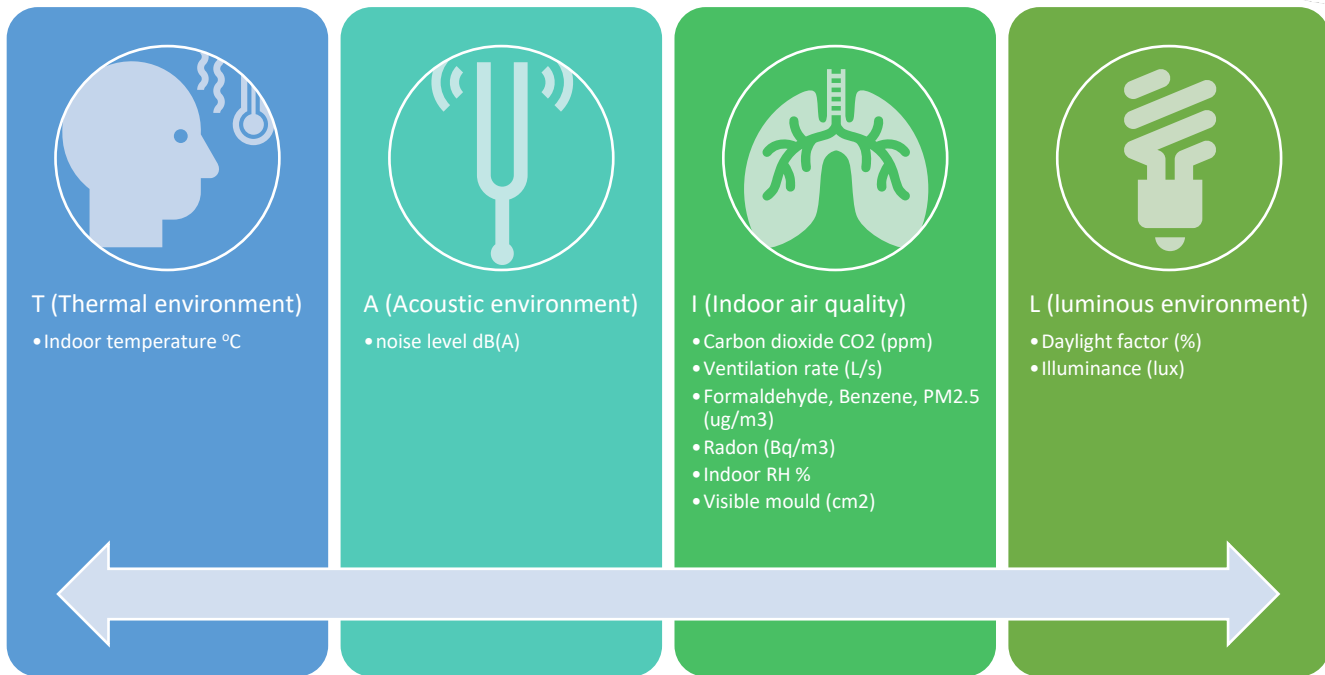 T (Thermal environment)
•Indoor temperature ⁰C
A (Acoustic environment)
•noise level dB(A)
I (Indoor air quality)
•Carbon dioxide CO2 (ppm)
•Ventilation rate (L/s)
•Formaldehyde, Benzene, PM2.5
(ug/m3)
•Radon (Bq/m3)
•Indoor RH %
•Visible mould (cm2)
L (luminous environment)
•Daylight factor (%)
•Illuminance (lux)